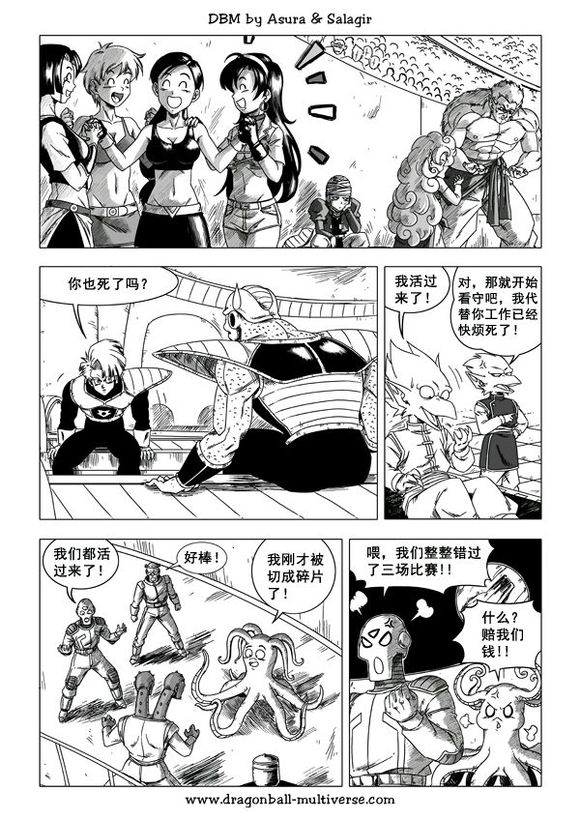 DBM by Asura & Salagir
你也死了吗？
我活过
来了！
对，那就开始
看守吧，我代
替你工作已经
快烦死了！
我们都活
过来了！
好棒！
我刚才被
切成碎片
了！
喂，我们整整错过
了三场比赛！！
什么？
赔我们
钱！！
www.dragonball-multiverse.com